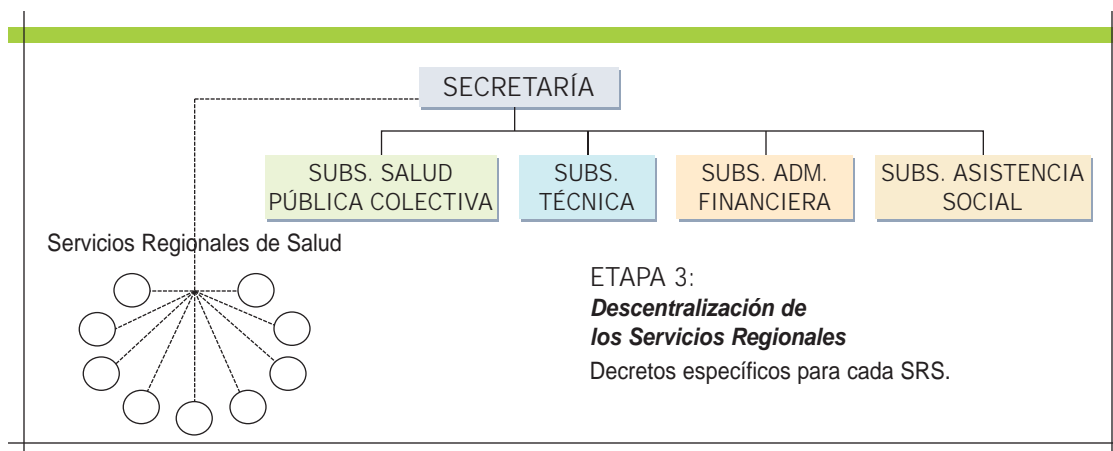 SECRETARÍA
SUBS. SALUD
PÚBLICA COLECTIVA
SUBS.
TÉCNICA
SUBS. ADM.
FINANCIERA
SUBS. ASISTENCIA
SOCIAL
Servicios Regionales de Salud
ETAPA 3:
Descentralización de
los Servicios Regionales
Decretos específicos para cada SRS.